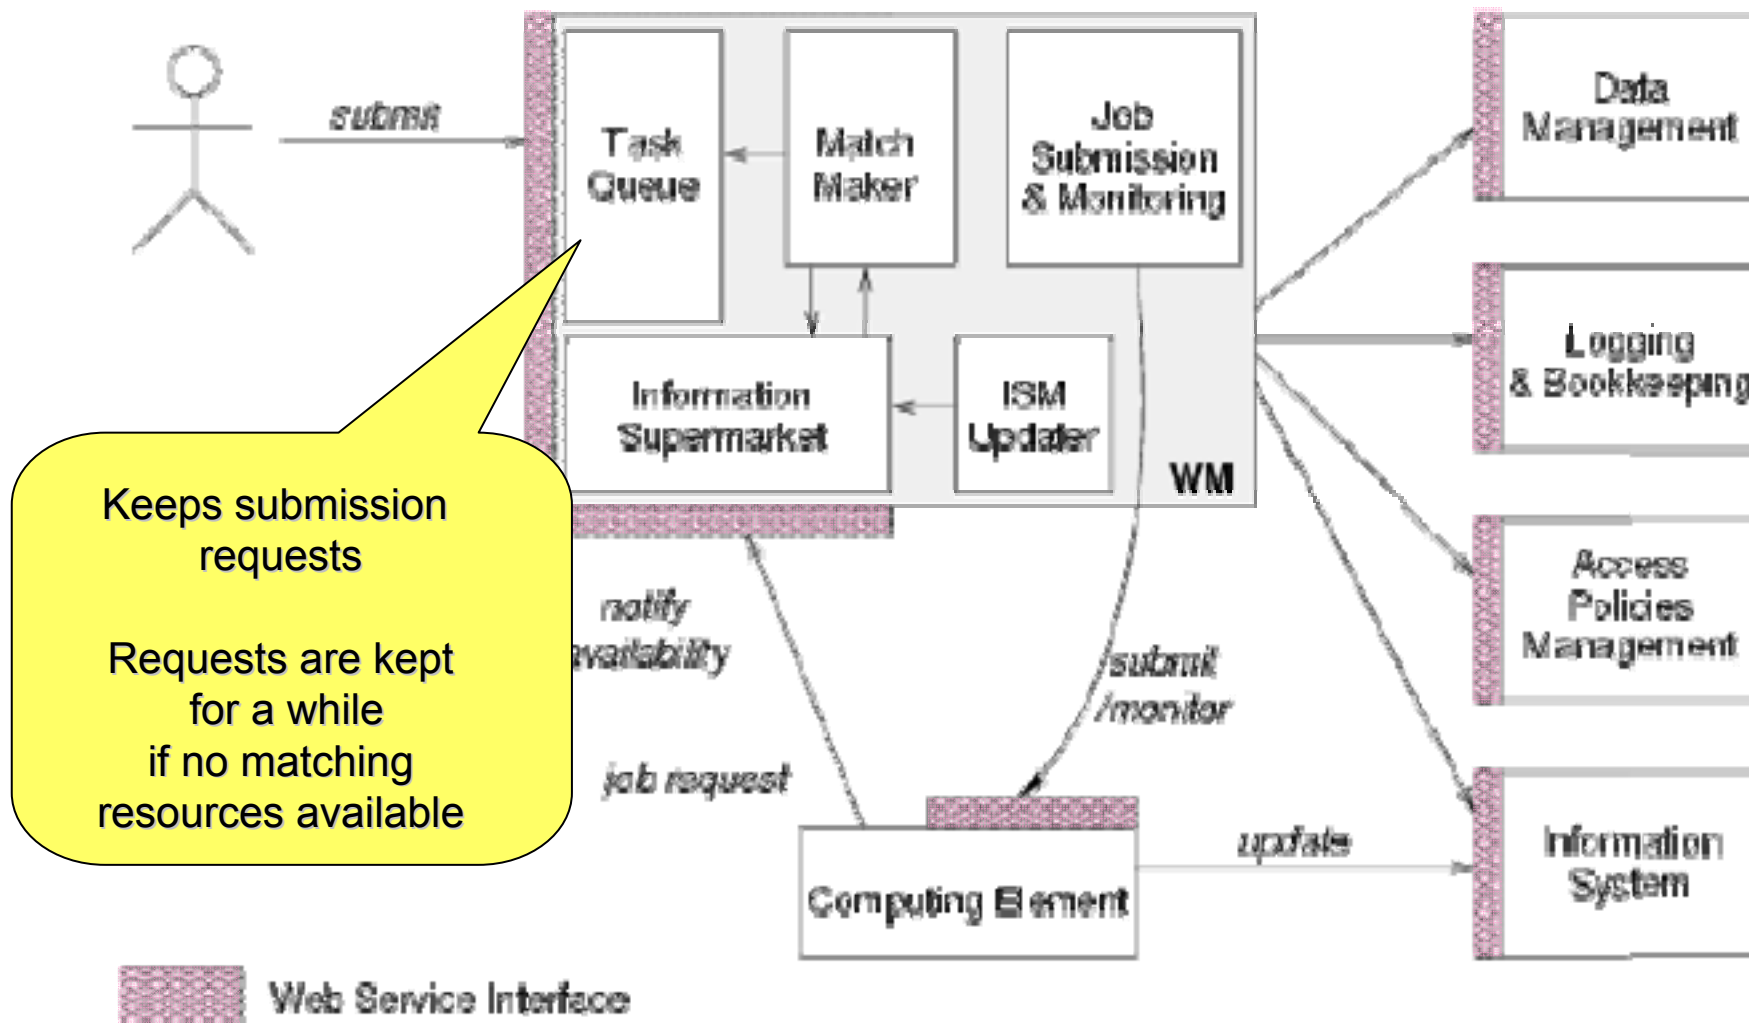 submit
Task
Queue
Match
Maker
Job
Submission
& Monitoring
Data
Management
Information
Supermarket
ISM
Updater
WM
Logging
& Bookkeeping
Keeps submission
requests
Requests are kept
for a while
if no matching
resources available
notify
availability
job request
submit
/monitor
Access
Policies
Management
Computing Element
update
Information
System
Web Service Interface